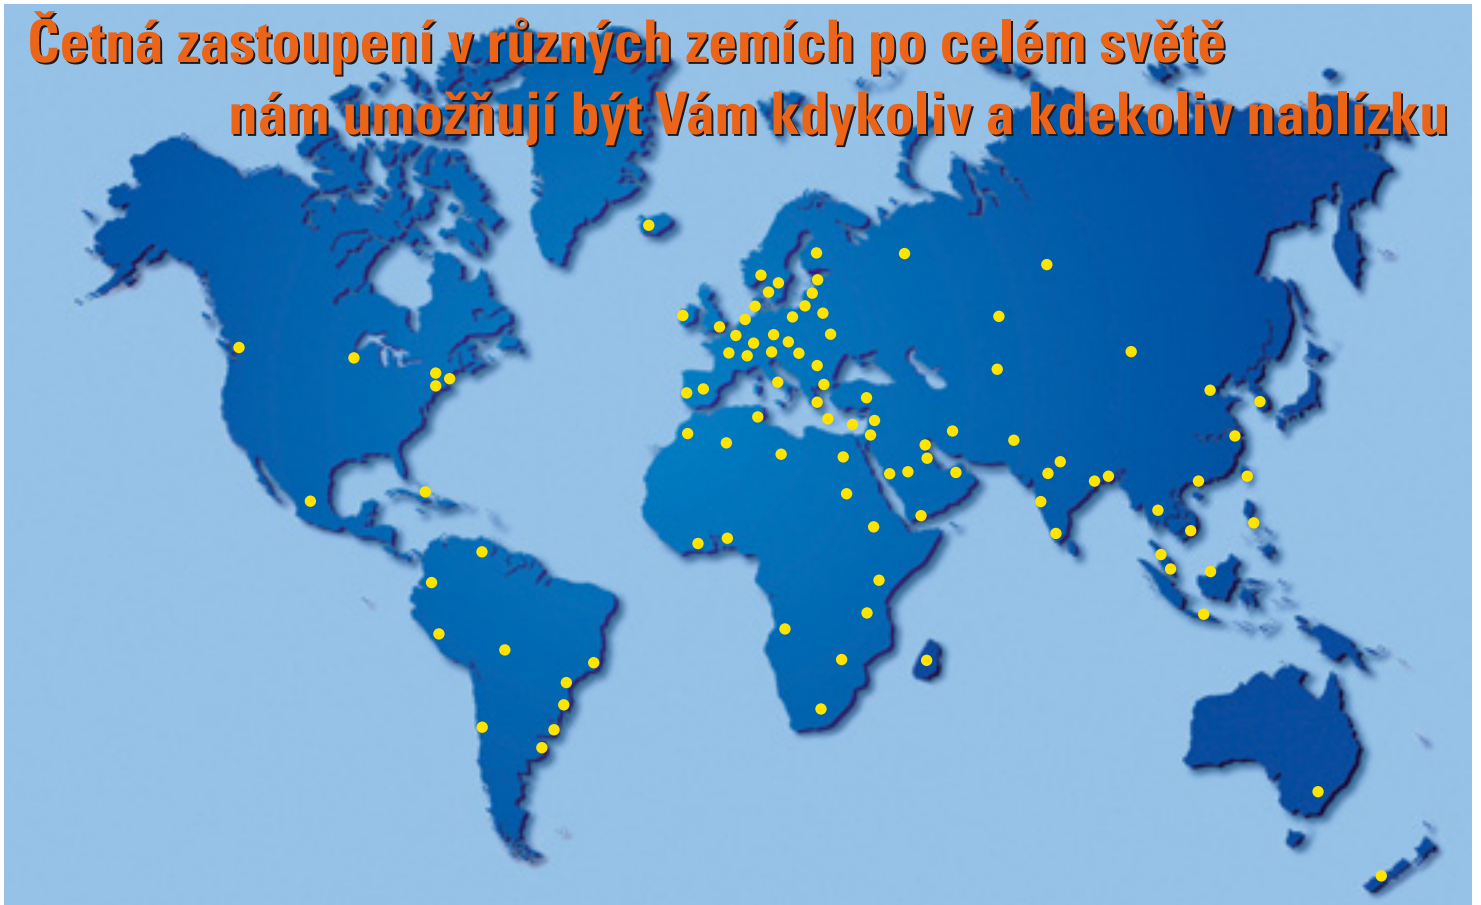 Četná zastoupení v různých zemích po celém světě
nám umožňují být Vám kdykoliv a kdekoliv nablízku